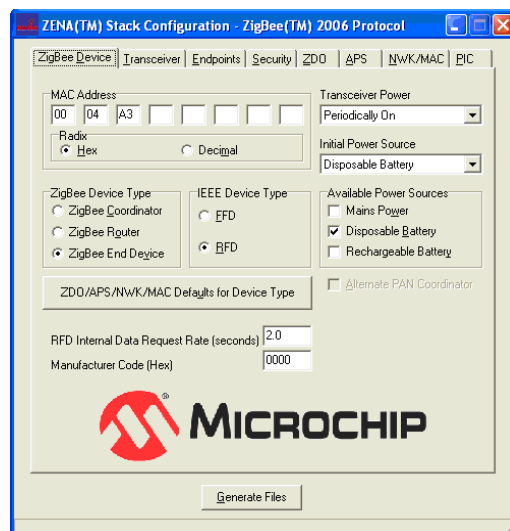 ZENA(TM) Stack Configuration - ZigBee(TM) 2006 Protocol
ZigBee Device Transceiver Endpoints Security ZDO APS NWK/MAC PIC
MAC Address
00 04 A3
Radix
Hex Decimal
Transceiver Power
Periodically On
Initial Power Source
Disposable Battery
ZigBee Device Type
ZigBee Coordinator
ZigBee Router
ZigBee End Device
IEEE Device Type
FFD
RFD
Available Power Sources
Mains Power
Disposable Battery
Rechargeable Battery
ZDO/APS/NWK/MAC Defaults for Device Type
Alternate PAN Coordinator
RFD Internal Data Request Rate (seconds) 2.0
Manufacturer Code (Hex) 0000
MICROCHIP
Generate Files